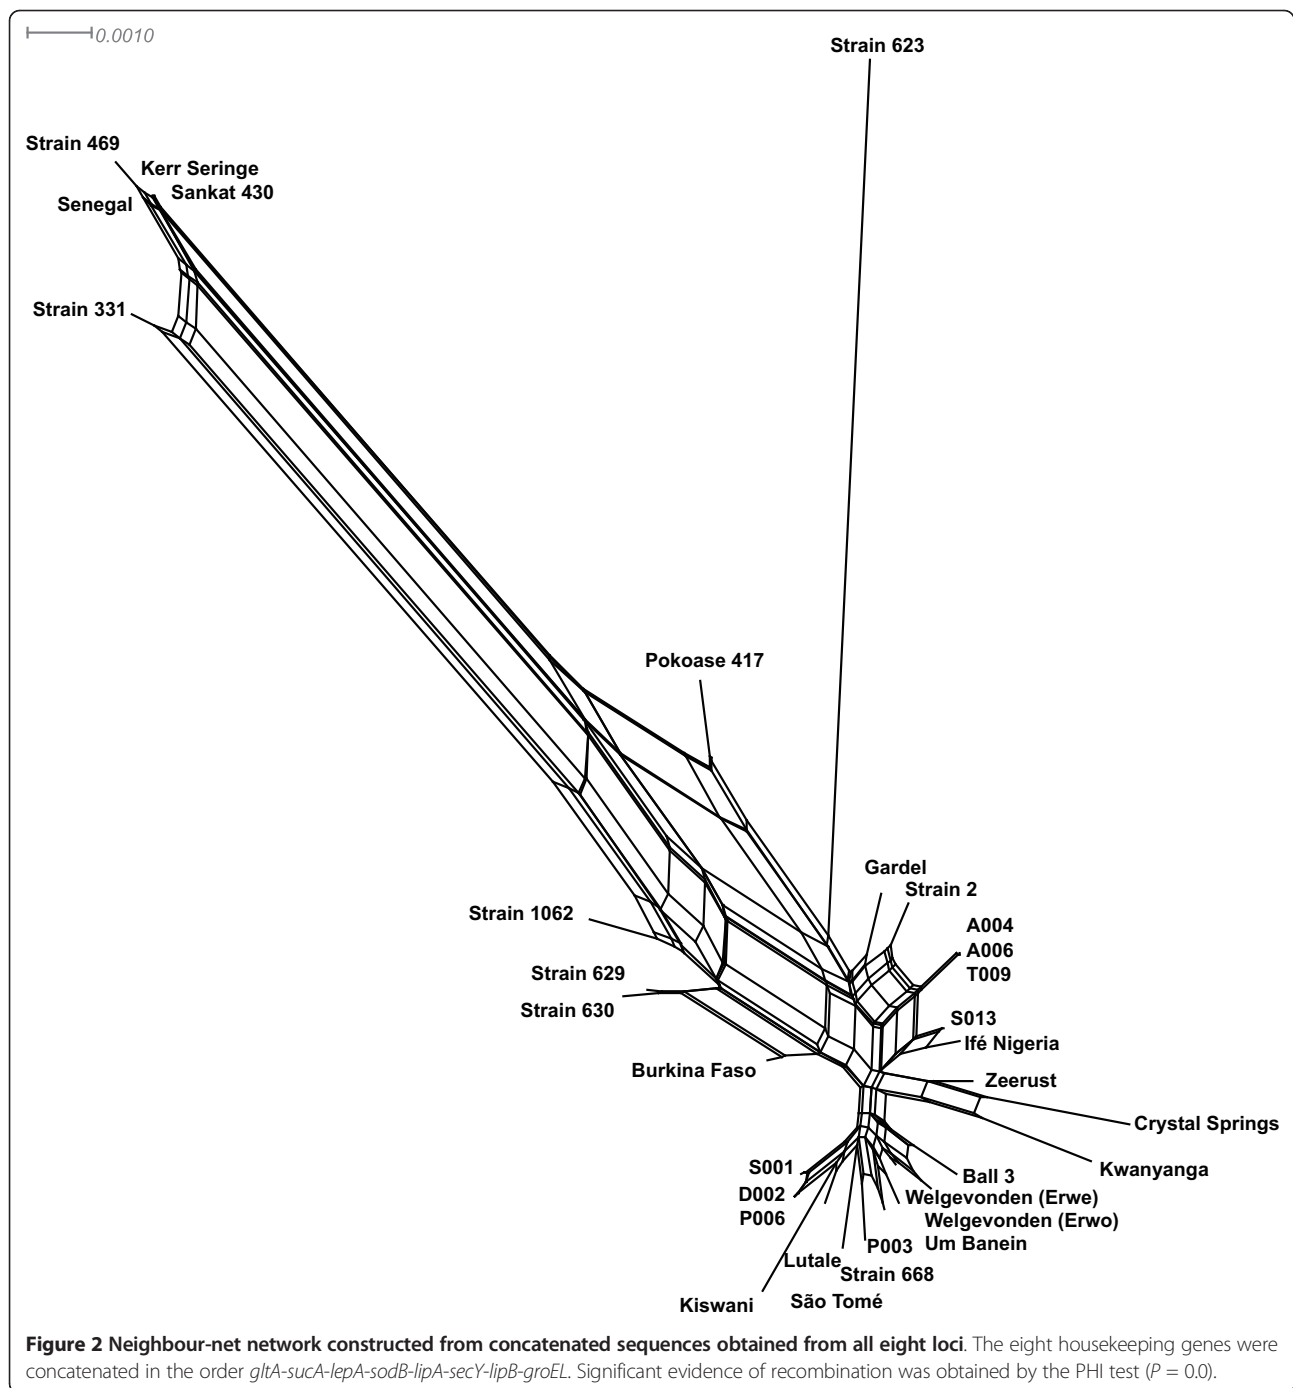 0.0010
Strain 623
Strain 469
Kerr Seringe
Sankat 430
Senegal
Strain 331
Pokoase 417
Gardel
Strain 2
Strain 1062
A004
A006
T009
Strain 629
Strain 630
S013
Ifé Nigeria
Burkina Faso
Zeerust
Crystal Springs
Kwanyanga
S001
Ball 3
D002
Welgevonden (Erwe)
P006
Welgevonden (Erwo)
Um Banein
P003
Lutale
Strain 668
Kiswani
São Tomé
Figure 2 Neighbour-net network constructed from concatenated sequences obtained from all eight loci. The eight housekeeping genes were
concatenated in the order gltA-sucA-lepA-sodB-lipA-secY-lipB-groEL. Significant evidence of recombination was obtained by the PHI test (P = 0.0).